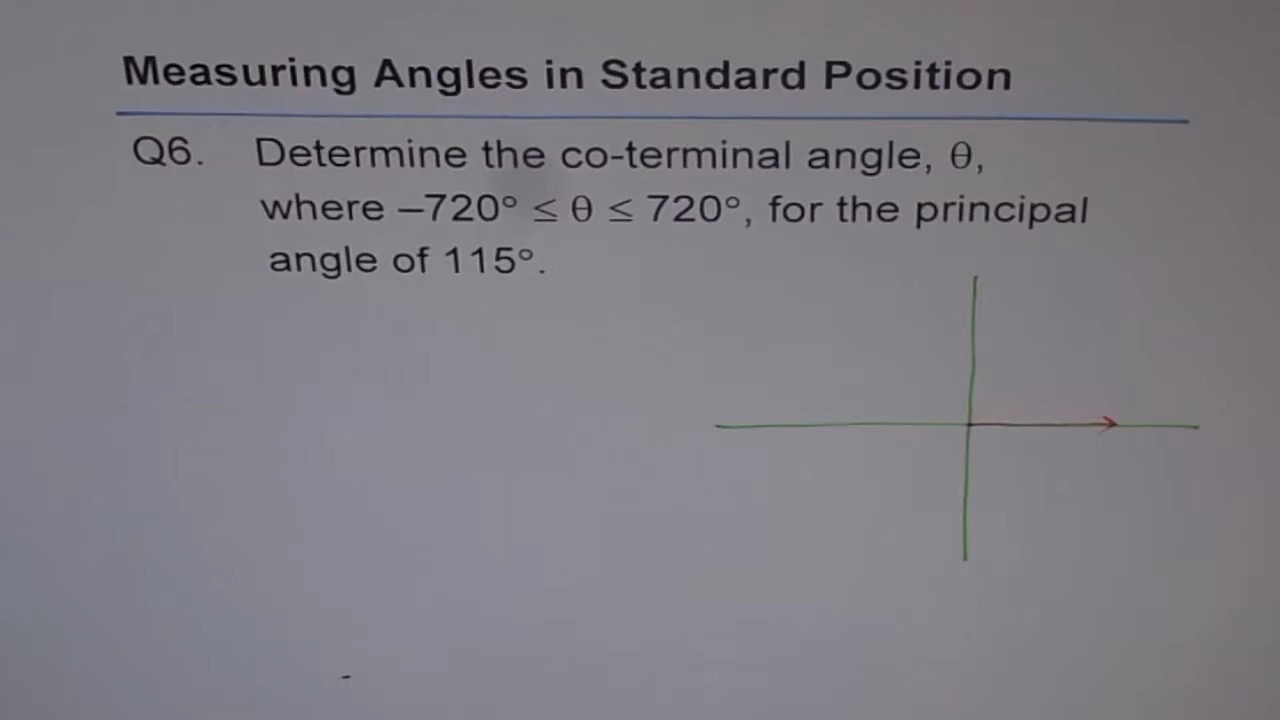 Measuring Angles in Standard Position
Q6. Determine the co-terminal angle, θ,
where –720° ≤ θ ≤ 720°, for the principal
angle of 115°.